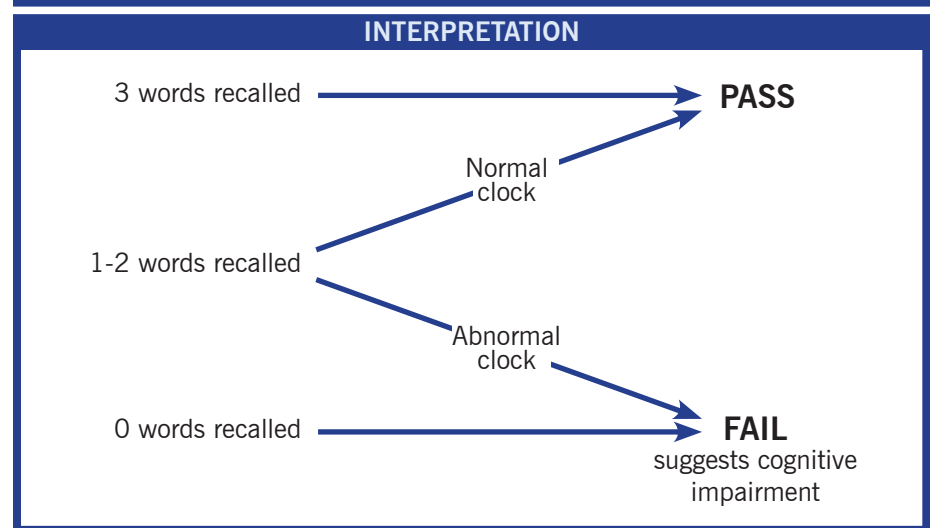 INTERPRETATION
3 words recalled
PASS
Normal
clock
1-2 words recalled
Abnormal
clock
0 words recalled
FAIL
suggests cognitive
impairment